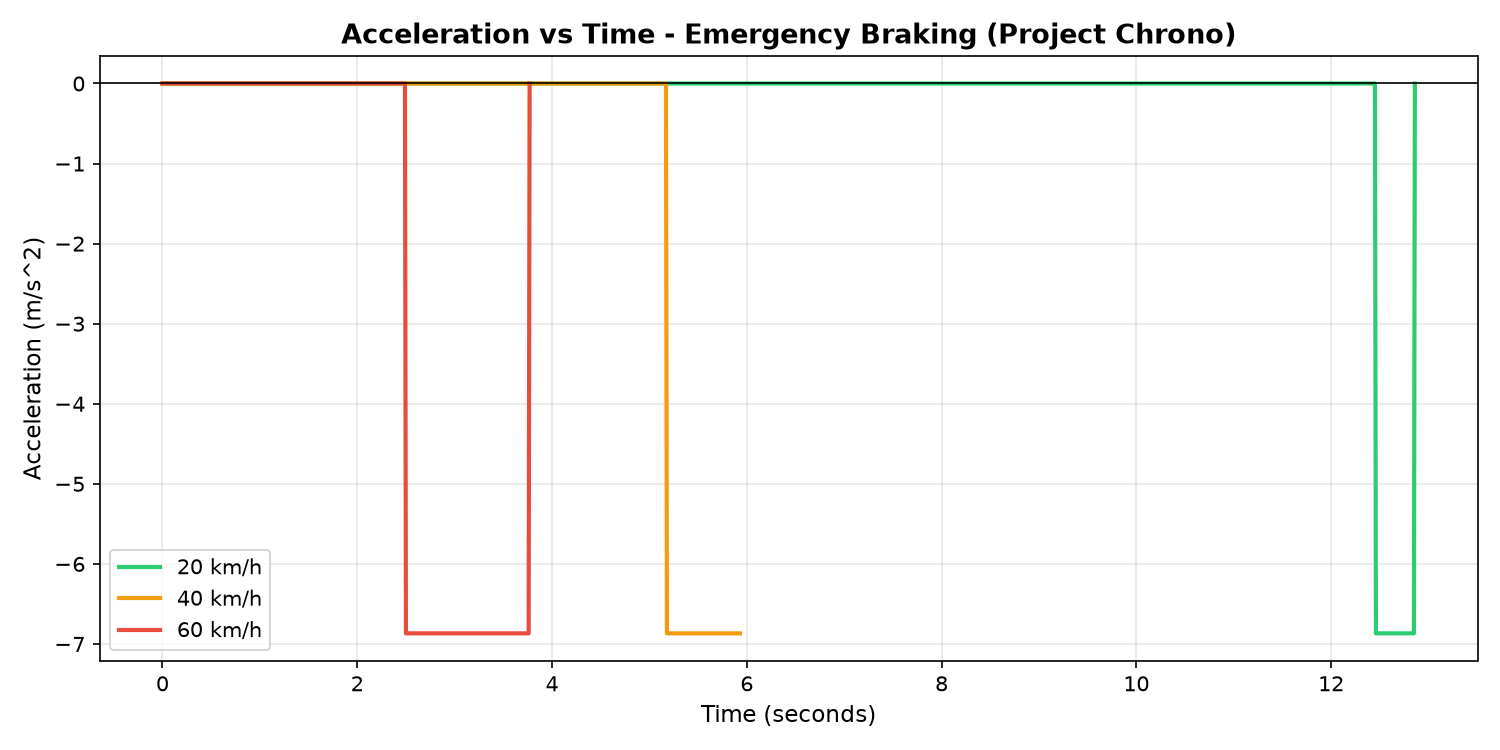 Acceleration vs Time - Emergency Braking (Project Chrono)
Acceleration (m/s^2)
0
−1
−2
−3
−4
−5
−6
−7
20 km/h
40 km/h
60 km/h
0 2 4 6 8 10 12
Time (seconds)